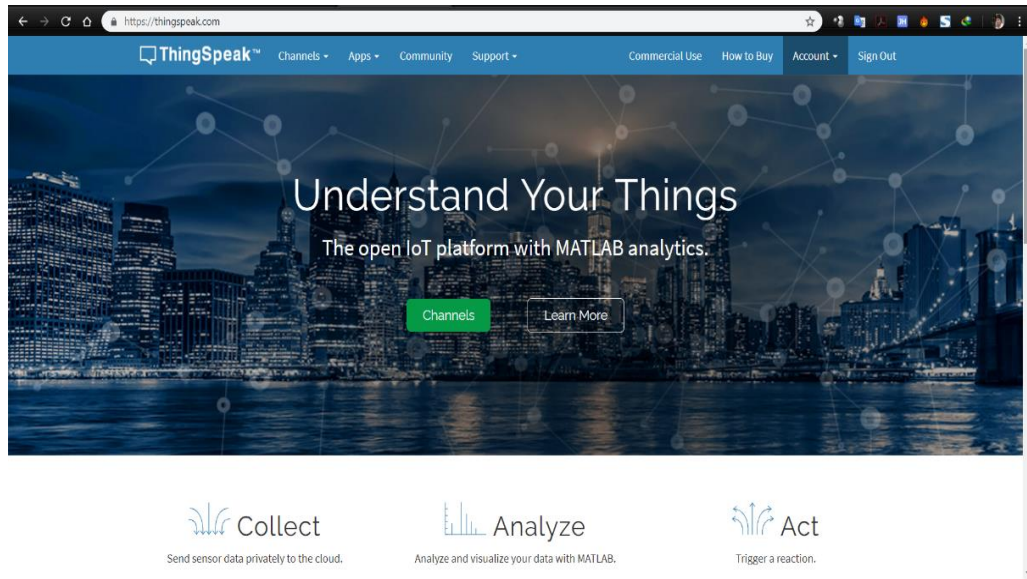 https://thingspeak.com
ThingSpeak™ Channels Apps Community Support Commercial Use How to Buy Account Sign Out
Understand Your Things
The open IoT platform with MATLAB analytics.
Channels Learn More
Collect Analyze Act
Send sensor data privately to the cloud. Analyze and visualize your data with MATLAB. Trigger a reaction.